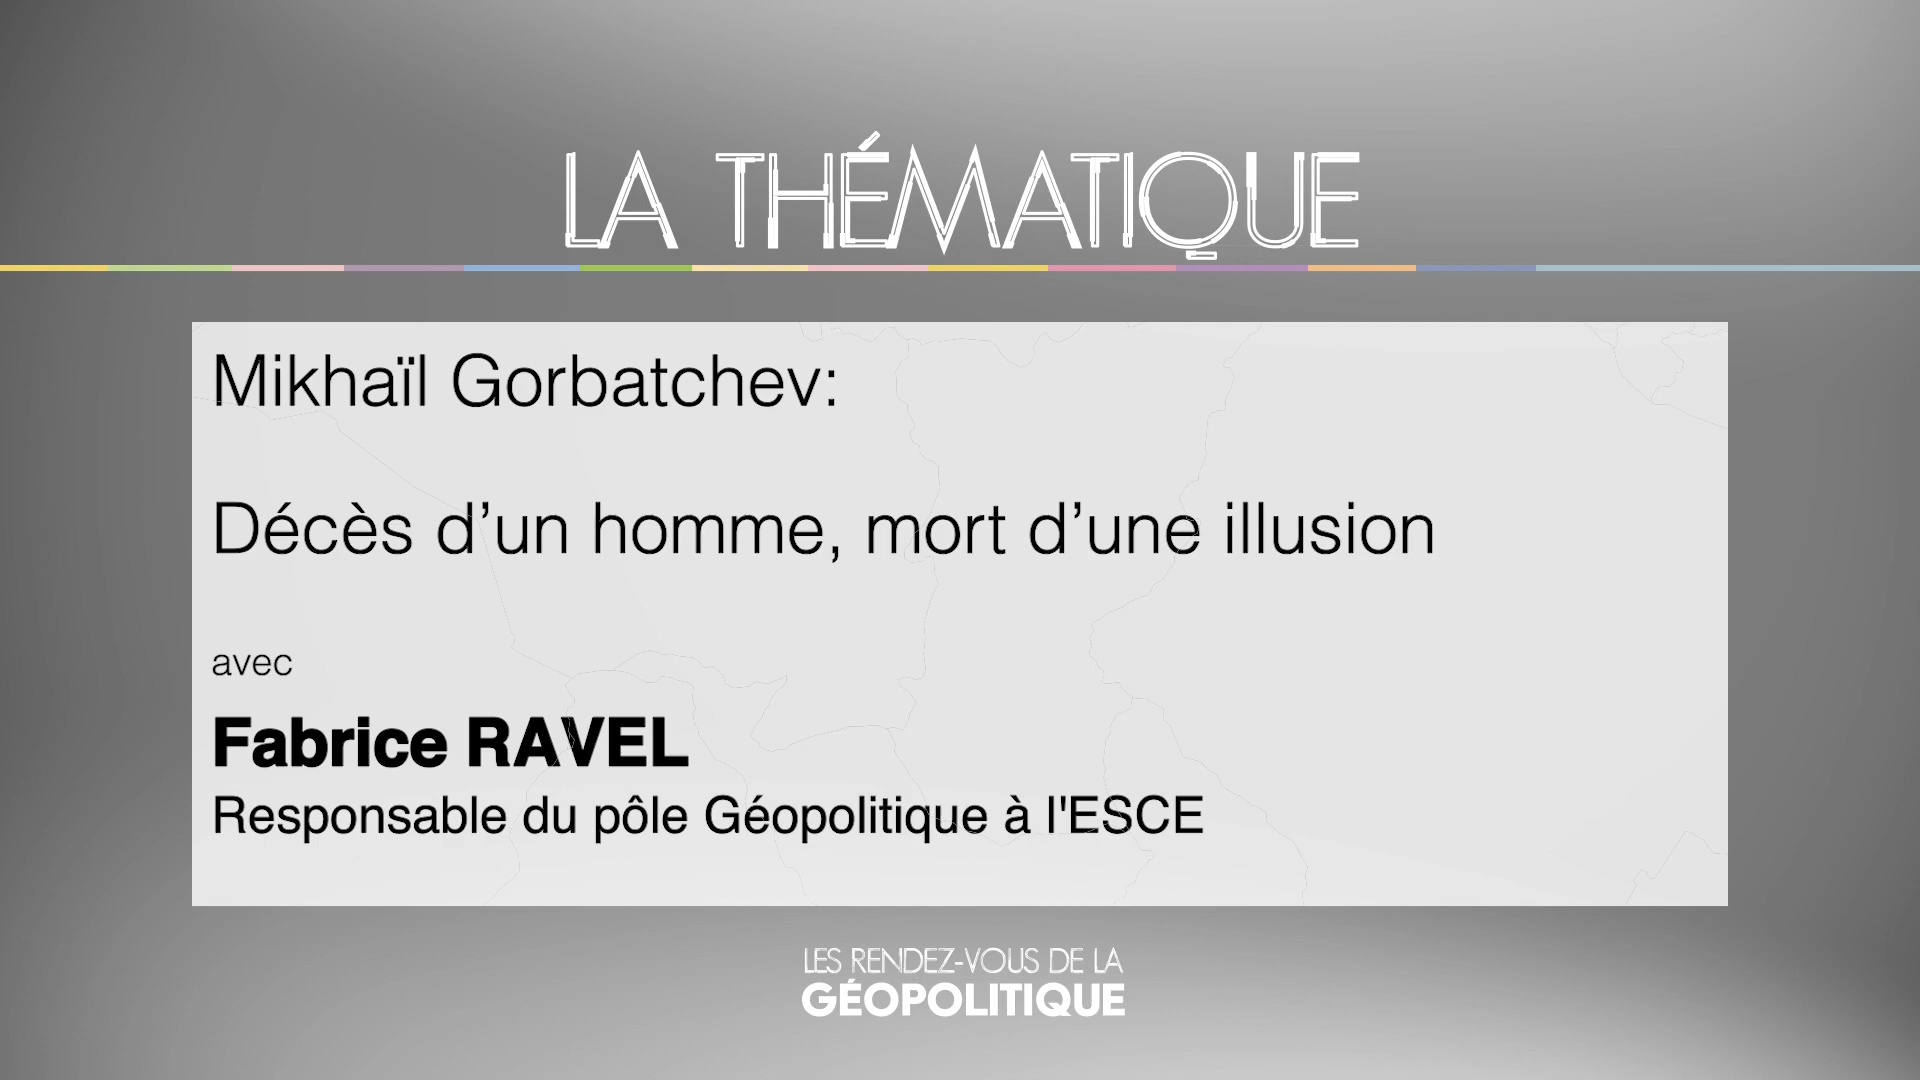 LA THÉMATIQUE
Mikhaïl Gorbatchev:
Décès d’un homme, mort d’une illusion
avec
Fabrice RAVEL
Responsable du pôle Géopolitique à l'ESCE
LES RENDEZ-VOUS DE LA
GÉOPOLITIQUE